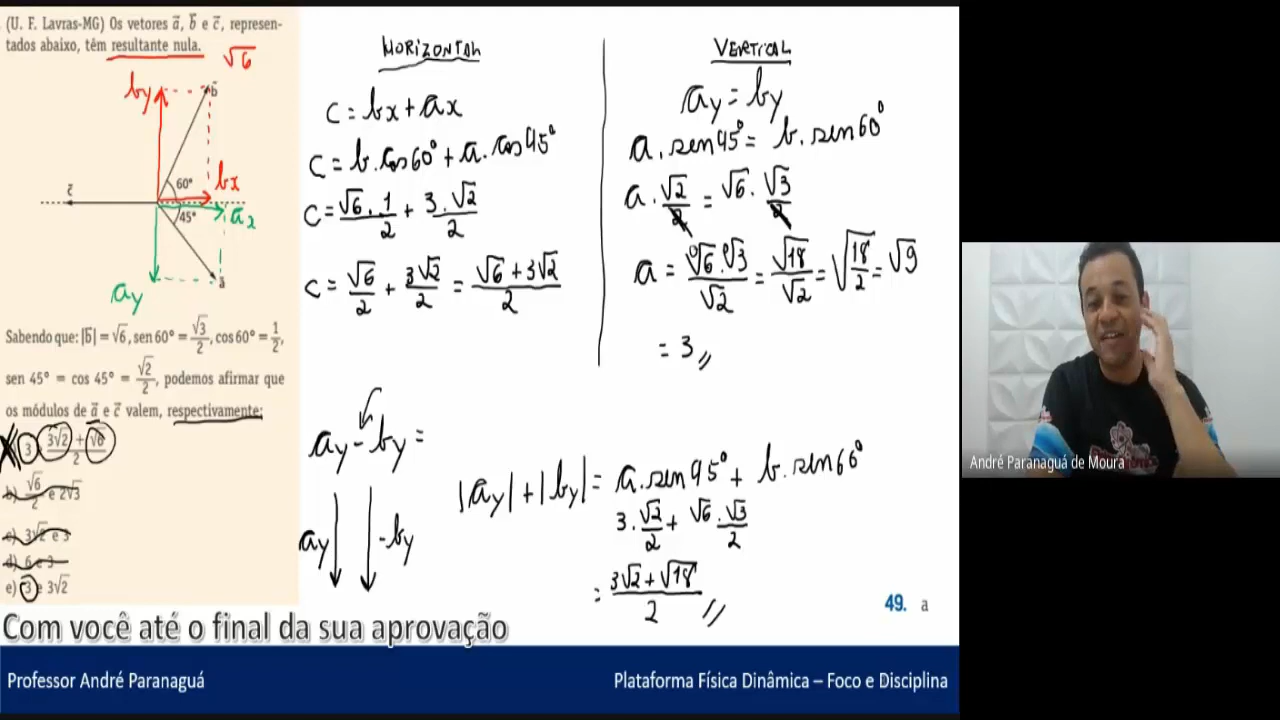 (U. F. Lavras-MG) Os vetores a⃗, b⃗ e c⃗, represen-
tados abaixo, têm resultante nula.
√6
by
b⃗
60°
bx
c⃗
45°
a₂
ay
a⃗
Sabendo que: |b⃗| = √6, sen 60° = √3/2, cos 60° = 1/2,
sen 45° = cos 45° = √2/2, podemos afirmar que
os módulos de a⃗ e c⃗ valem, respectivamente:
3 e (3√2 + √6)/2
b) √6/2 e 2√3
c) 3√2 e 3
d) 6 e 3
e) 3 e 3√2
HORIZONTAL
C = bx + ax
C = b.cos60° + a.cos45°
C = √6 . 1/2 + 3.√2/2
C = √6/2 + 3√2/2 = (√6 + 3√2)/2
VERTICAL
ay = by
a.sen45° = b.sen60°
a.√2/2 = √6.√3/2
a = √6.√3/√2 = √18/√2 = √(18/2) = √9
= 3
ay - by =
ay
-by
|ay| + |by| = a.sen45° + b.sen60°
3.√2/2 + √6.√3/2
= (3√2 + √18)/2
49. a
Com você até o final da sua aprovação
Professor André Paranaguá
Plataforma Física Dinâmica – Foco e Disciplina
André Paranaguá de Moura